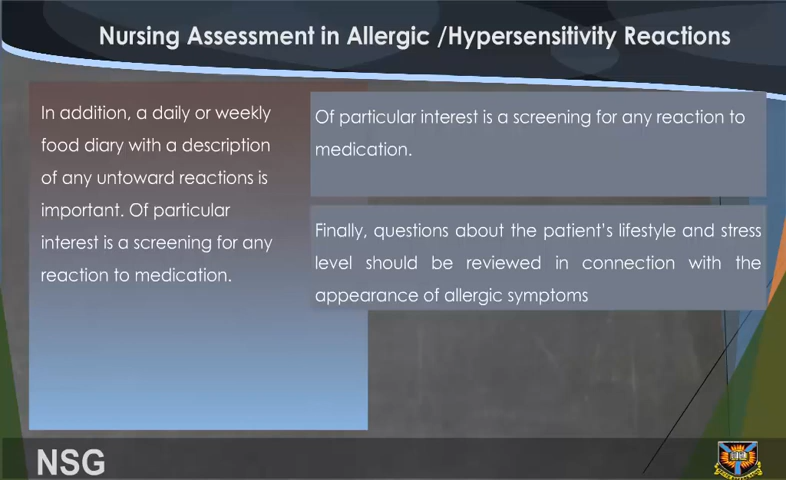 Nursing Assessment in Allergic /Hypersensitivity Reactions
In addition, a daily or weekly
food diary with a description
of any untoward reactions is
important. Of particular
interest is a screening for any
reaction to medication.
Of particular interest is a screening for any reaction to
medication.
Finally, questions about the patient's lifestyle and stress
level should be reviewed in connection with the
appearance of allergic symptoms
NSG